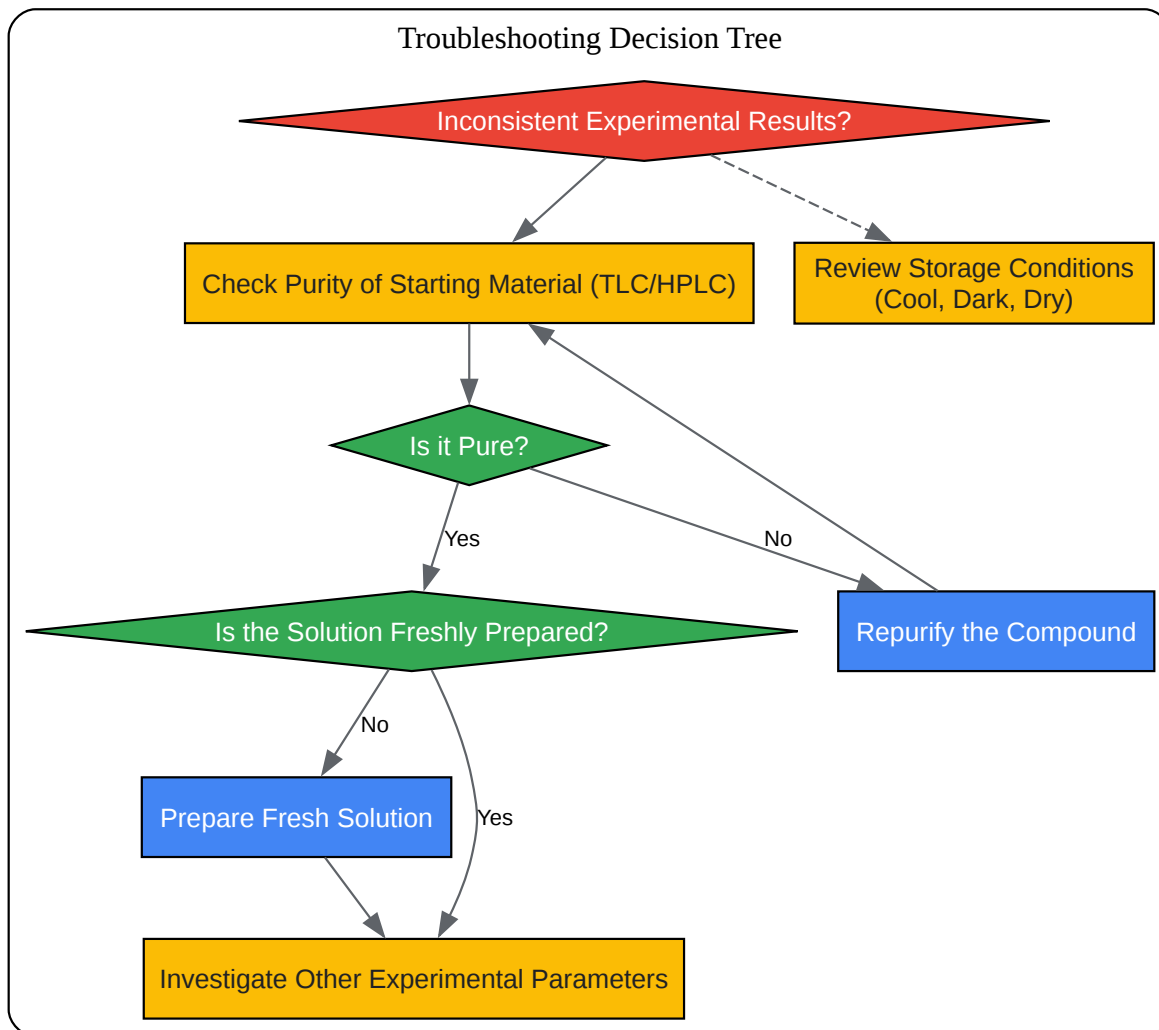 Troubleshooting Decision Tree
Inconsistent Experimental Results?
Check Purity of Starting Material (TLC/HPLC)
Review Storage Conditions
(Cool, Dark, Dry)
Is it Pure?
Yes
No
Is the Solution Freshly Prepared?
Repurify the Compound
No
Prepare Fresh Solution
Yes
Investigate Other Experimental Parameters